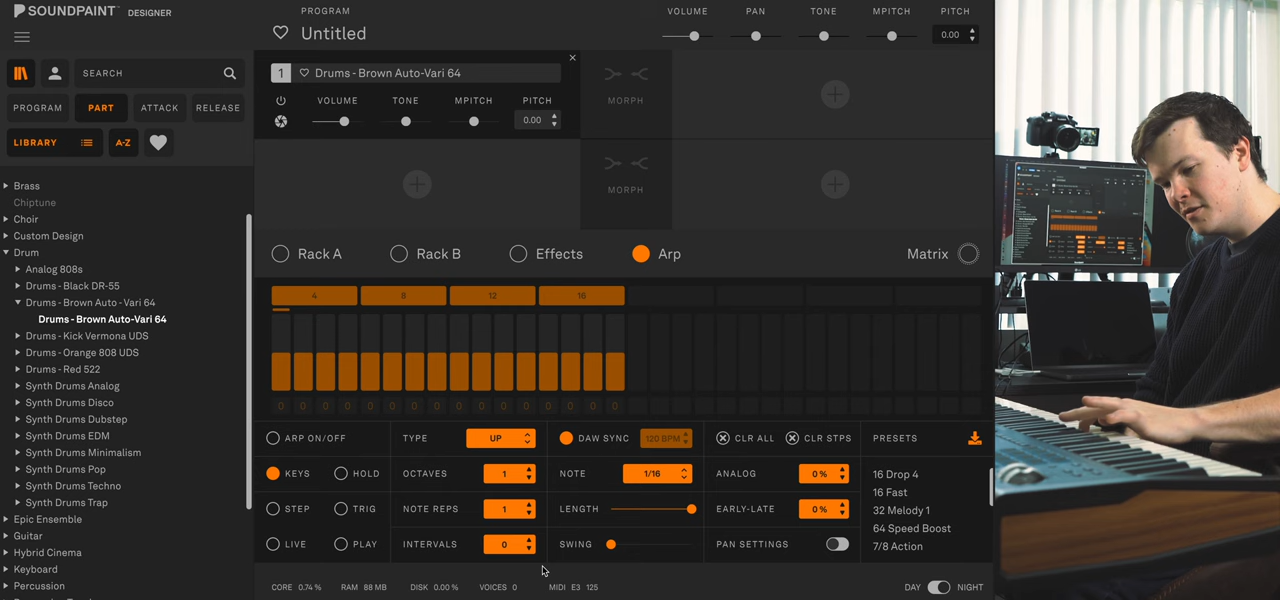 SOUNDPAINT™ DESIGNER
PROGRAM
Untitled
VOLUME PAN TONE MPITCH PITCH
0.00
SEARCH
PROGRAM PART ATTACK RELEASE
LIBRARY A-Z
1 Drums - Brown Auto-Vari 64
VOLUME TONE MPITCH PITCH
0.00
MORPH
MORPH
Brass
Chiptune
Choir
Custom Design
Drum
Analog 808s
Drums - Black DR-55
Drums - Brown Auto - Vari 64
Drums - Brown Auto-Vari 64
Drums - Kick Vermona UDS
Drums - Orange 808 UDS
Drums - Red 522
Synth Drums Analog
Synth Drums Disco
Synth Drums Dubstep
Synth Drums EDM
Synth Drums Minimalism
Synth Drums Pop
Synth Drums Techno
Synth Drums Trap
Epic Ensemble
Guitar
Hybrid Cinema
Keyboard
Percussion
Rack A Rack B Effects Arp Matrix
4 8 12 16
0 0 0 0 0 0 0 0 0 0 0 0 0 0 0 0
ARP ON/OFF TYPE UP DAW SYNC 120 BPM CLR ALL CLR STPS PRESETS
KEYS HOLD OCTAVES 1 NOTE 1/16 ANALOG 0 %
STEP TRIG NOTE REPS 1 LENGTH EARLY-LATE 0 %
LIVE PLAY INTERVALS 0 SWING PAN SETTINGS
16 Drop 4
16 Fast
32 Melody 1
64 Speed Boost
7/8 Action
CORE 0.74 % RAM 88 MB DISK 0.00 % VOICES 0 MIDI E3 125 DAY NIGHT